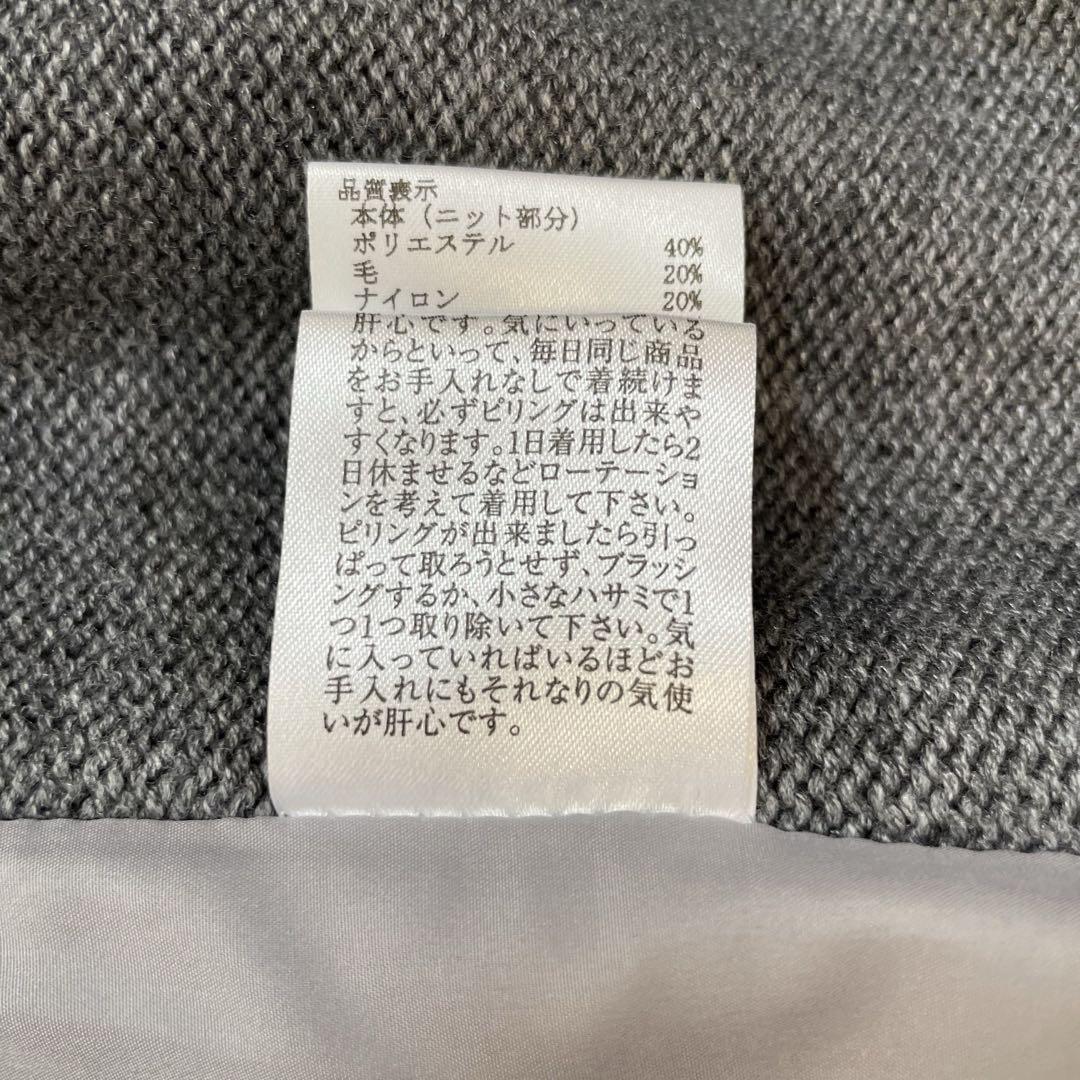 品質表示
本体(ニット部分)
ポリエステル 40%
毛 20%
ナイロン 20%
肝心です。気にいっている
からといって、毎日同じ商品
をお手入れなしで着続けま
すと、必ずピリングは出来や
すくなります。1日着用したら2
日休ませるなどローテーショ
ンを考えて着用して下さい。
ピリングが出来ましたら引っ
ぱって取ろうとせず、ブラッシ
ングするか、小さなハサミで1
つ1つ取り除いて下さい。気
に入っていればいるほどお
手入れにもそれなりの気使
いが肝心です。